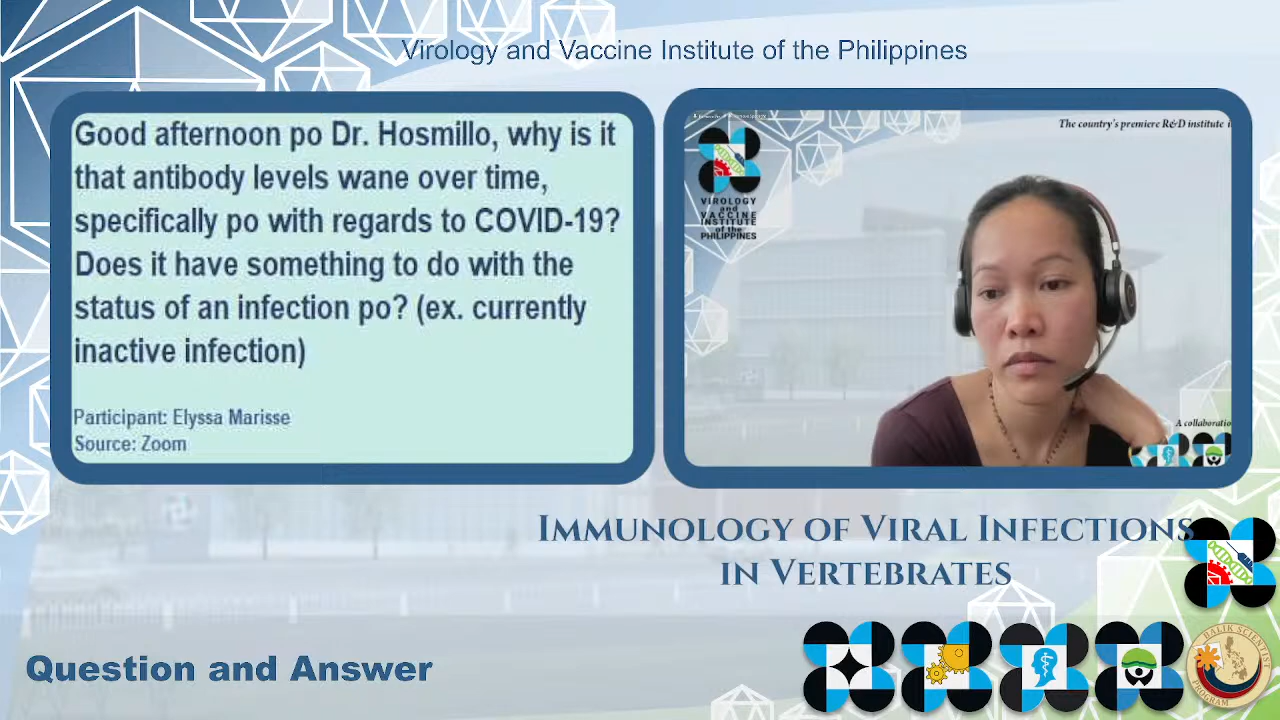 Virology and Vaccine Institute of the Philippines
Good afternoon po Dr. Hosmillo, why is it
that antibody levels wane over time,
specifically po with regards to COVID-19?
Does it have something to do with the
status of an infection po? (ex. currently
inactive infection)
Participant: Elyssa Marisse
Source: Zoom
The country's premiere R&D institute i
VIROLOGY
and
VACCINE
INSTITUTE
of the
PHILIPPINES
A collaboratio
IMMUNOLOGY OF VIRAL INFECTIONS
IN VERTEBRATES
Question and Answer
BALIK SCIENTIST
PROGRAM